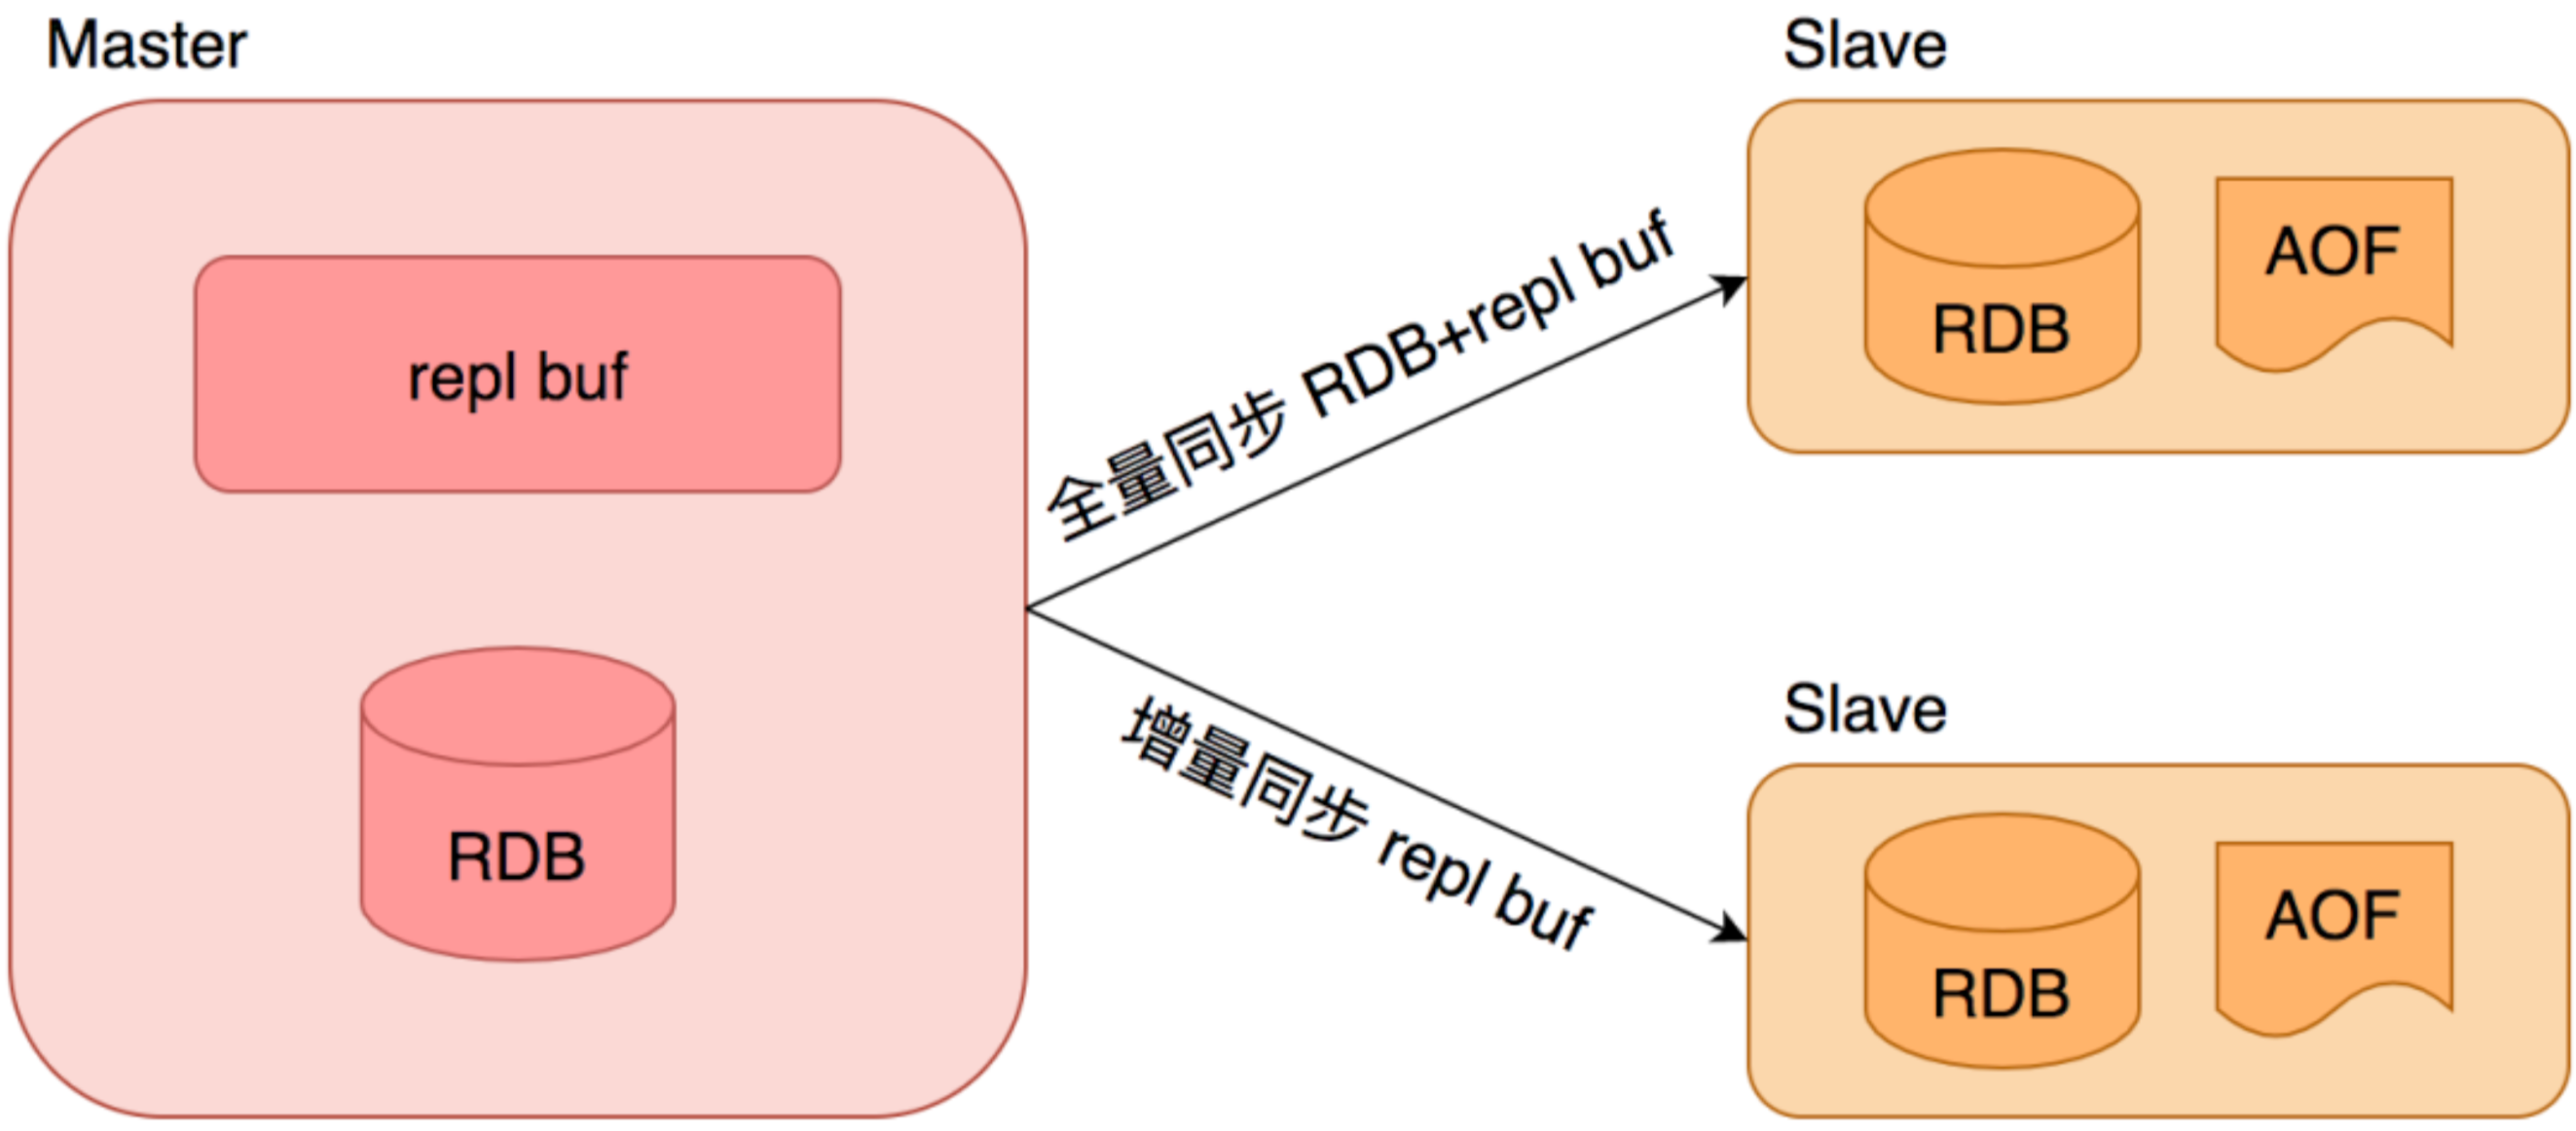 Master
repl buf
RDB
全量同步 RDB+repl buf
增量同步 repl buf
Slave
RDB
AOF
Slave
RDB
AOF